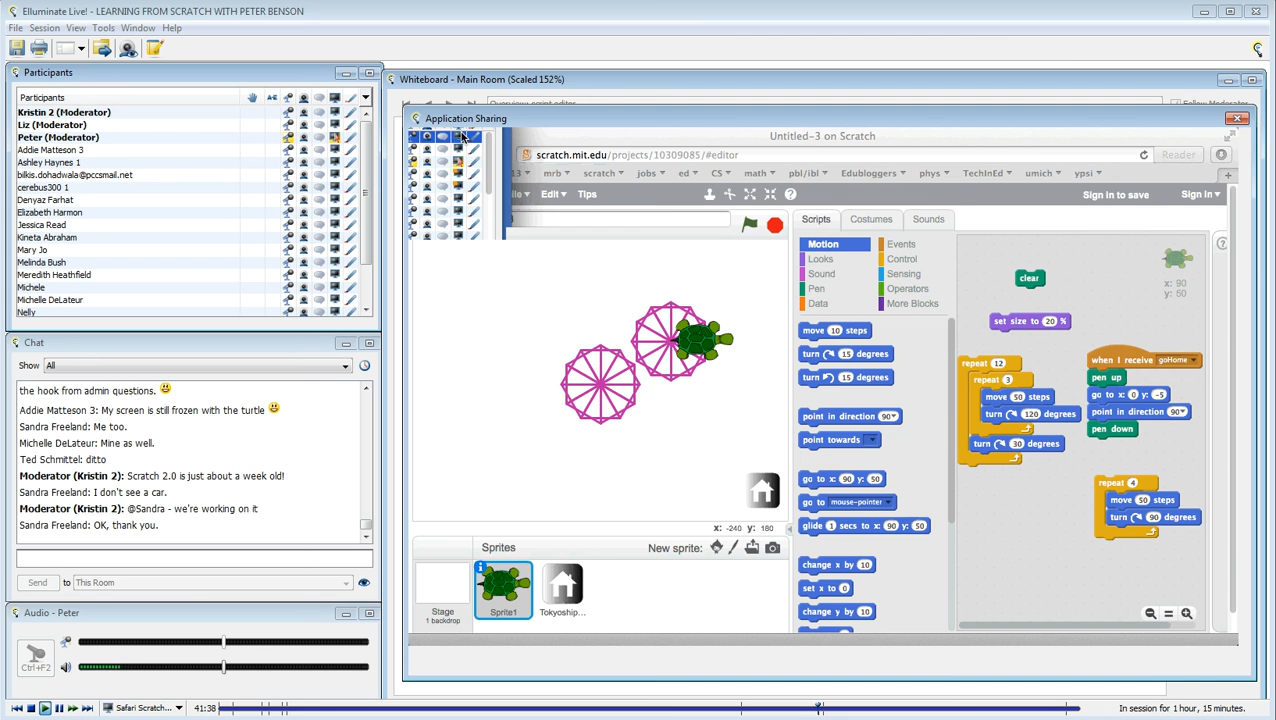 Elluminate Live! - LEARNING FROM SCRATCH WITH PETER BENSON
File Session View Tools Window Help
Participants
Participants
Kristin 2 (Moderator)
Liz (Moderator)
Peter (Moderator)
Addie Matteson 3
Ashley Haynes 1
bilkis.dohadwala@pccsmail.net
cerebus300 1
Denyaz Farhat
Elizabeth Harmon
Jessica Read
Kineta Abraham
Mary Jo
Melinda Bush
Meredith Heathfield
Michele
Michelle DeLateur
Nelly
Chat
Show All
the hook from admin questions.
Addie Matteson 3: My screen is still frozen with the turtle
Sandra Freeland: Me too.
Michelle DeLateur: Mine as well.
Ted Schmittel: ditto
Moderator (Kristin 2): Scratch 2.0 is just about a week old!
Sandra Freeland: I don't see a car.
Moderator (Kristin 2): @Sandra - we're working on it
Sandra Freeland: OK, thank you.
Send to This Room
Audio - Peter
Ctrl+F2
Safari Scratch... 41:38 In session for 1 hour, 15 minutes.
Whiteboard - Main Room (Scaled 152%)
Application Sharing
Untitled-3 on Scratch
scratch.mit.edu/projects/10309085/#editor Reader
13 mrb scratch jobs ed CS math pbl/ibl EduBloggers phys TechInEd umich ypsi
Edit Tips Sign in to save Sign In
Scripts Costumes Sounds
Motion Events
Looks Control
Sound Sensing
Pen Operators
Data More Blocks
move 10 steps
turn 15 degrees
turn 15 degrees
point in direction 90
point towards
go to x: 90 y: 50
go to mouse-pointer
glide 1 secs to x: 90 y: 50
change x by 10
set x to 0
change y by 10
x: 90
y: 50
clear
set size to 20 %
repeat 12
repeat 3
move 50 steps
turn 120 degrees
turn 30 degrees
when I receive goHome
pen up
go to x: 0 y: -5
point in direction 90
pen down
repeat 4
move 50 steps
turn 90 degrees
x: -240 y: 180
Sprites New sprite:
Stage
1 backdrop
Sprite1
Tokyoship...